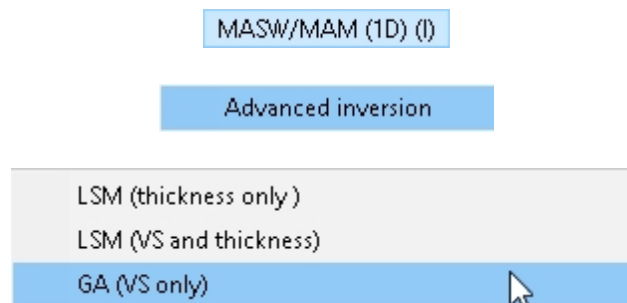 MASW/MAM (1D) (I)
Advanced inversion
LSM (thickness only )
LSM (VS and thickness)
GA (VS only)